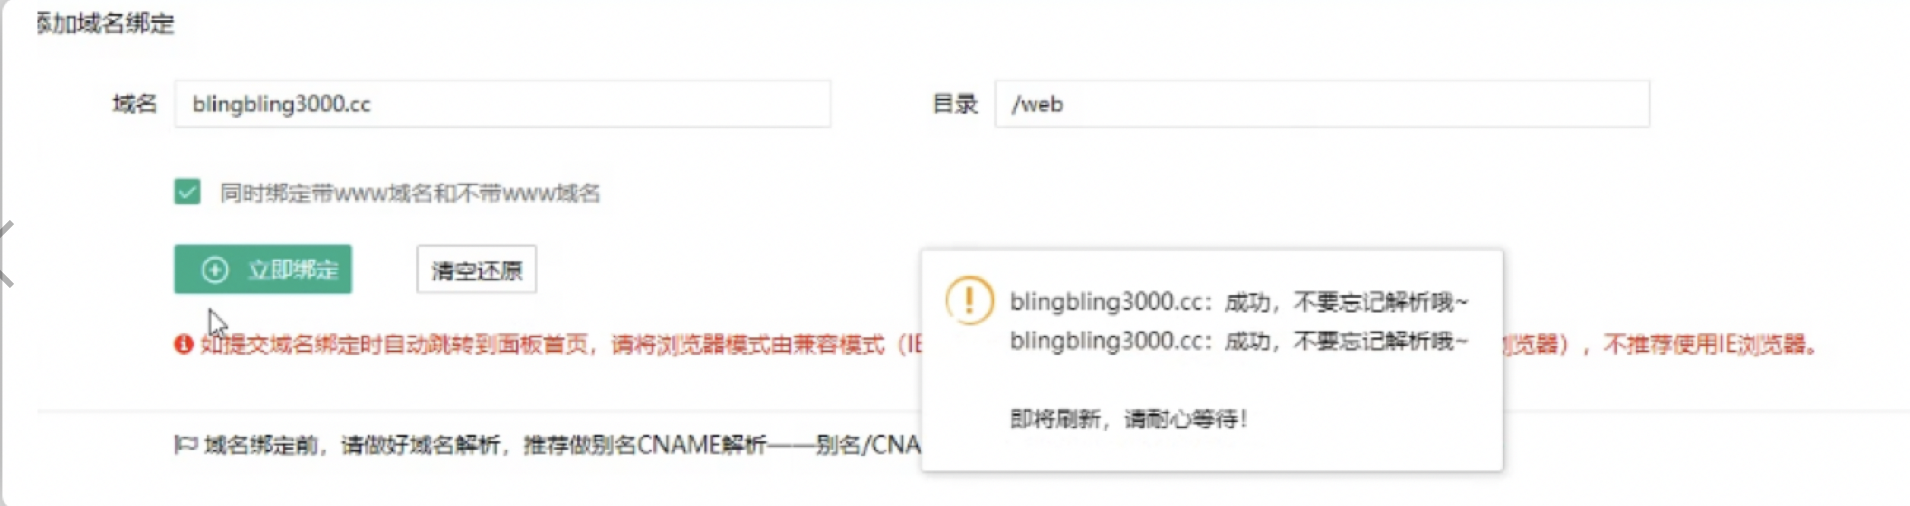 添加域名绑定
域名 blingbling3000.cc 目录 /web
同时绑定带www域名和不带www域名
立即绑定 清空还原
blingbling3000.cc：成功，不要忘记解析哦~
blingbling3000.cc：成功，不要忘记解析哦~
即将刷新，请耐心等待！
如提交域名绑定时自动跳转到面板首页，请将浏览器模式由兼容模式（IE 浏览器），不推荐使用IE浏览器。
域名绑定前，请做好域名解析，推荐做别名CNAME解析——别名/CNA